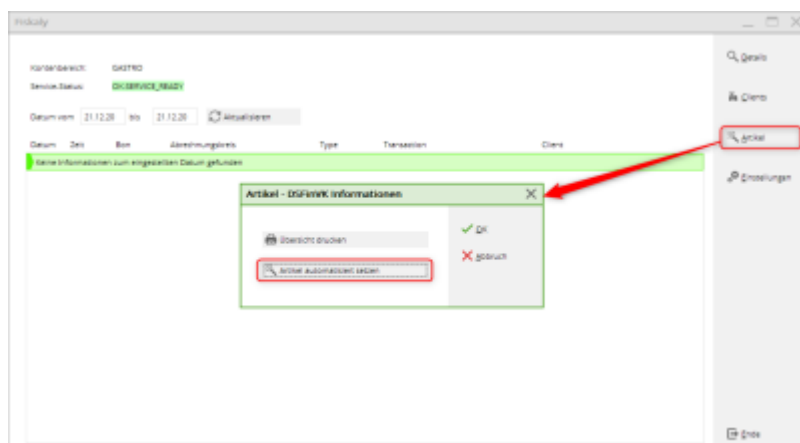 Fiskaly
Details
Kontenbereich: GASTRO
Service-Status: OK:SERVICE_READY
Clients
Datum vom 21.12.20 bis 21.12.20 Aktualisieren
Artikel
Datum Zeit Bon Abrechnungskreis Type Transaktion Client
Keine Informationen zum eingestellten Datum gefunden
Einstellungen
Artikel - DSFinVK Informationen
OK
Übersicht drucken
Abbruch
Artikel automatisiert setzen
Ende